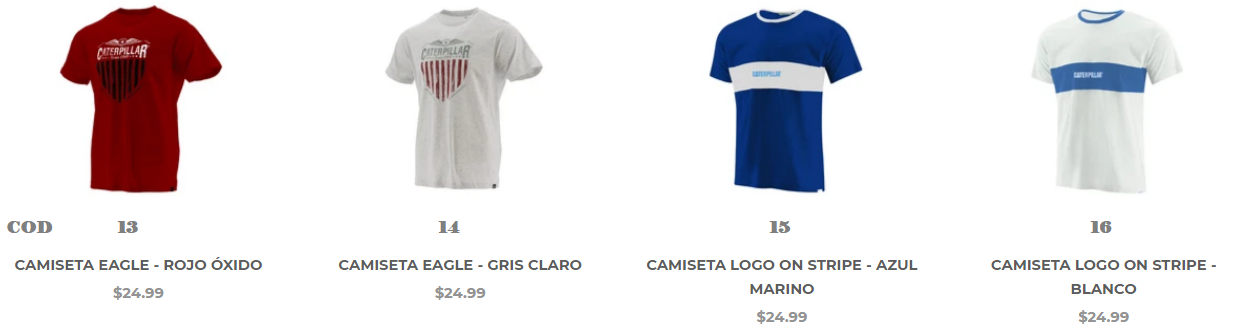 CATERPILLAR
CATERPILLAR
CATERPILLAR
CATERPILLAR
COD 13 14 15 16
CAMISETA EAGLE - ROJO ÓXIDO
$24.99
CAMISETA EAGLE - GRIS CLARO
$24.99
CAMISETA LOGO ON STRIPE - AZUL
MARINO
$24.99
CAMISETA LOGO ON STRIPE -
BLANCO
$24.99